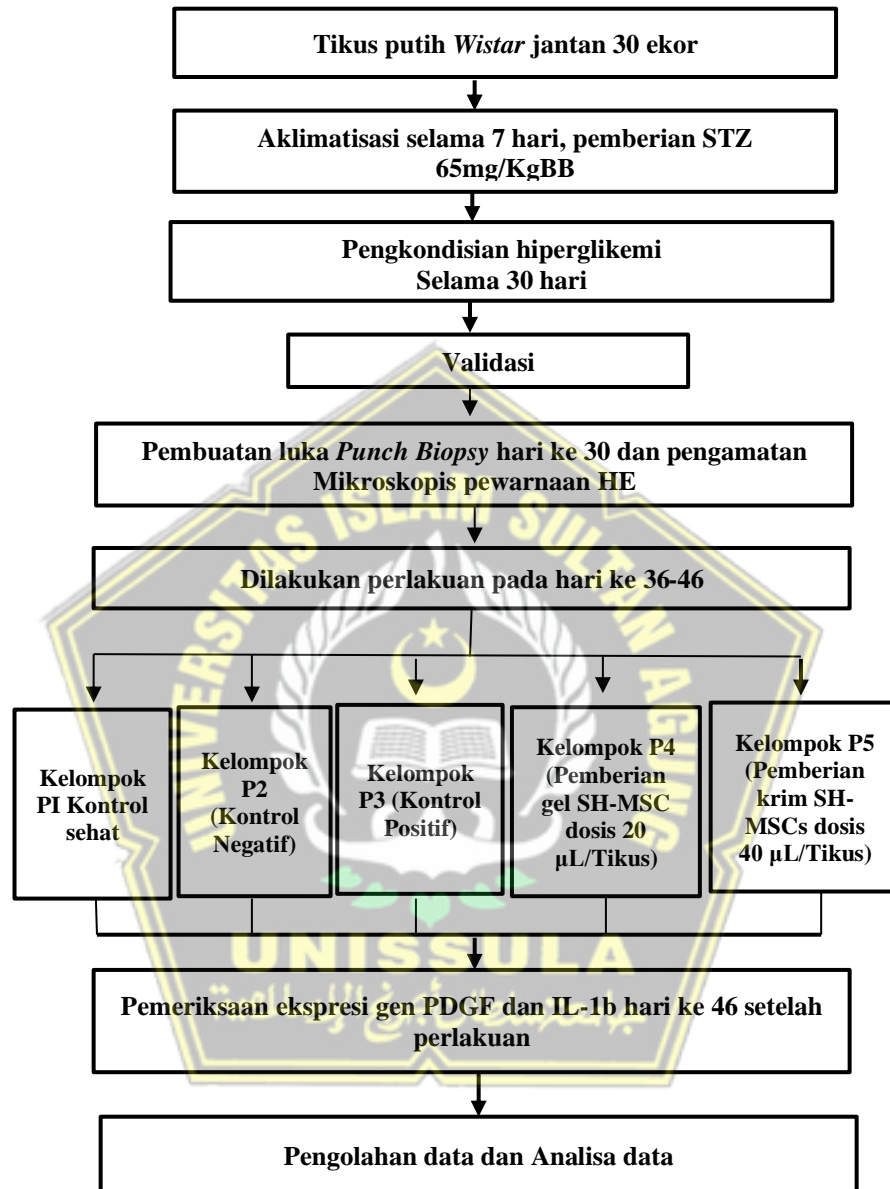 Tikus putih Wistar jantan 30 ekor
Aklimatisasi selama 7 hari, pemberian STZ
65mg/KgBB
Pengkondisian hiperglikemi
Selama 30 hari
Validasi
Pembuatan luka Punch Biopsy hari ke 30 dan pengamatan
Mikroskopis pewarnaan HE
Dilakukan perlakuan pada hari ke 36-46
Kelompok
PI Kontrol
sehat
Kelompok
P2
(Kontrol
Negatif)
Kelompok
P3 (Kontrol
Positif)
Kelompok P4
(Pemberian
gel SH-MSC
dosis 20
µL/Tikus)
Kelompok P5
(Pemberian
krim SH-
MSCs dosis
40 µL/Tikus)
Pemeriksaan ekspresi gen PDGF dan IL-1b hari ke 46 setelah
perlakuan
Pengolahan data dan Analisa data
UNIVERSITAS ISLAM SULTAN AGUNG
UNISSULA